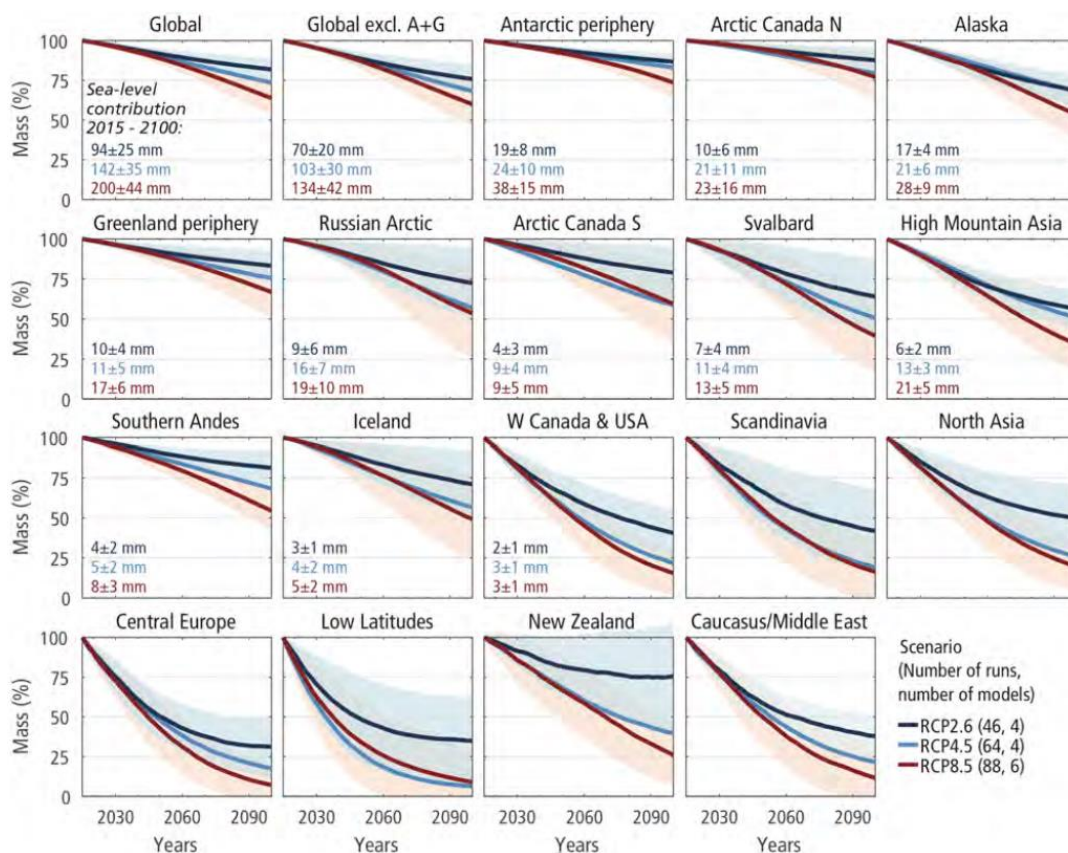 Global
Global excl. A+G
Antarctic periphery
Arctic Canada N
Alaska
Mass (%)
100
75
50
25
0
Sea-level
contribution
2015 - 2100:
94±25 mm
142±35 mm
200±44 mm
70±20 mm
103±30 mm
134±42 mm
19±8 mm
24±10 mm
38±15 mm
10±6 mm
21±11 mm
23±16 mm
17±4 mm
21±6 mm
28±9 mm
Greenland periphery
Russian Arctic
Arctic Canada S
Svalbard
High Mountain Asia
Mass (%)
100
75
50
25
0
10±4 mm
11±5 mm
17±6 mm
9±6 mm
16±7 mm
19±10 mm
4±3 mm
9±4 mm
9±5 mm
7±4 mm
11±4 mm
13±5 mm
6±2 mm
13±3 mm
21±5 mm
Southern Andes
Iceland
W Canada & USA
Scandinavia
North Asia
Mass (%)
100
75
50
25
0
4±2 mm
5±2 mm
8±3 mm
3±1 mm
4±2 mm
5±2 mm
2±1 mm
3±1 mm
3±1 mm
Central Europe
Low Latitudes
New Zealand
Caucasus/Middle East
Mass (%)
100
75
50
25
0
2030 2090
Years
2030 2090
Years
2030 2090
Years
2030 2090
Years
Scenario
(Number of runs,
number of models)
RCP2.6 (46, 4)
RCP4.5 (64, 4)
RCP8.5 (88, 6)